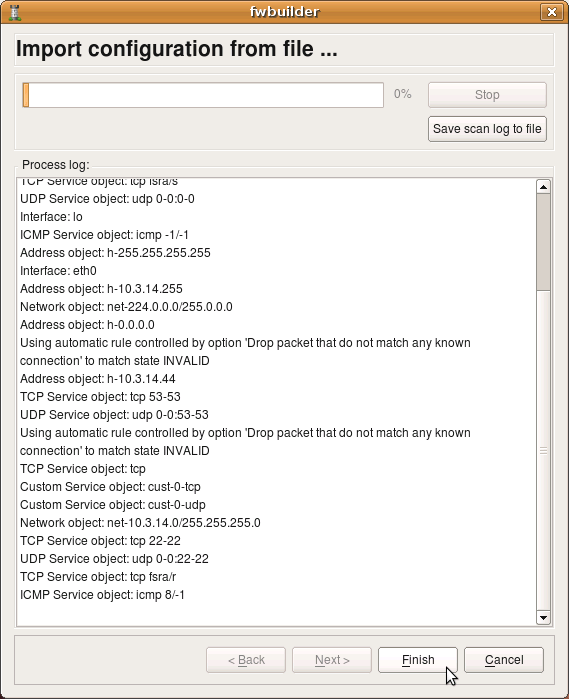 fwbuilder
Import configuration from file ...
0%
Stop
Save scan log to file
Process log:
TCP Service object: tcp fsra/s
UDP Service object: udp 0-0:0-0
Interface: lo
ICMP Service object: icmp -1/-1
Address object: h-255.255.255.255
Interface: eth0
Address object: h-10.3.14.255
Network object: net-224.0.0.0/255.0.0.0
Address object: h-0.0.0.0
Using automatic rule controlled by option 'Drop packet that do not match any known
connection' to match state INVALID
Address object: h-10.3.14.44
TCP Service object: tcp 53-53
UDP Service object: udp 0-0:53-53
Using automatic rule controlled by option 'Drop packet that do not match any known
connection' to match state INVALID
TCP Service object: tcp
Custom Service object: cust-0-tcp
Custom Service object: cust-0-udp
Network object: net-10.3.14.0/255.255.255.0
TCP Service object: tcp 22-22
UDP Service object: udp 0-0:22-22
TCP Service object: tcp fsra/r
ICMP Service object: icmp 8/-1
< Back
Next >
Finish
Cancel